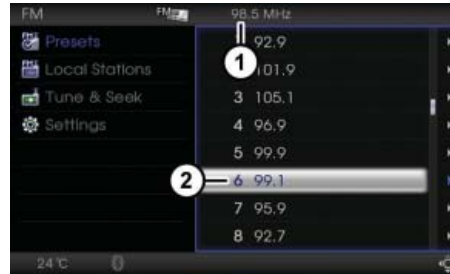 FM FM 98.5 MHz
Presets
Local Stations
Tune & Seek
Settings
1 92.9
101.9
3 105.1
4 96.9
5 99.9
2 6 99.1
7 95.9
8 92.7
24°C 0